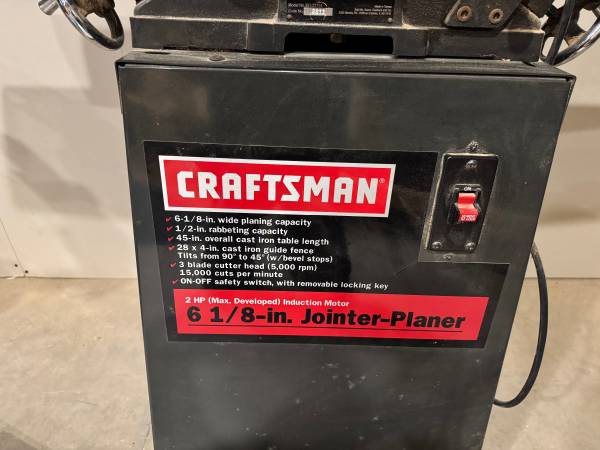 CRAFTSMAN®
✓ 6-1/8-in. wide planing capacity
✓ 1/2-in. rabbeting capacity
✓ 45-in. overall cast iron table length
✓ 28 x 4-in. cast iron guide fence
Tilts from 90° to 45° (w/bevel stops)
✓ 3 blade cutter head (5,000 rpm)
15,000 cuts per minute
✓ ON-OFF safety switch, with removable locking key
2 HP (Max. Developed) Induction Motor
6 1/8-in. Jointer-Planer
ON